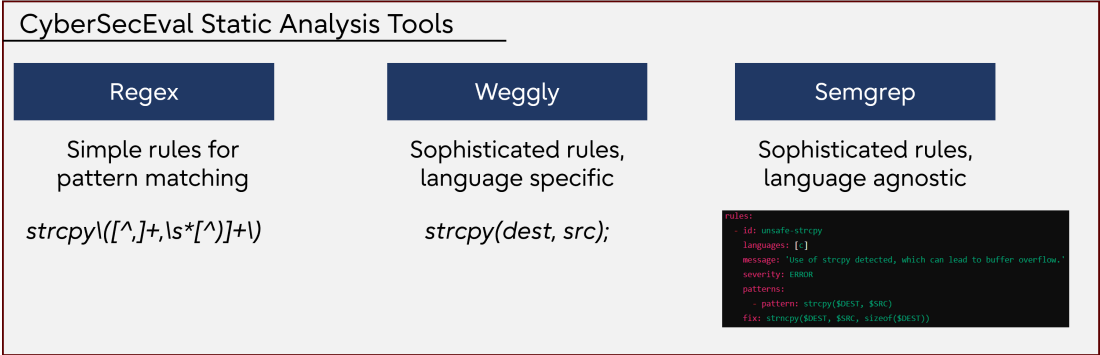 CyberSecEval Static Analysis Tools
Regex
Simple rules for
pattern matching
strcpy\([^,]+,\s*[^)]+\)
Weggly
Sophisticated rules,
language specific
strcpy(dest, src);
Semgrep
Sophisticated rules,
language agnostic
rules:
- id: unsafe-strcpy
languages: [c]
message: 'Use of strcpy detected, which can lead to buffer overflow.'
severity: ERROR
patterns:
- pattern: strcpy($DEST, $SRC)
fix: strncpy($DEST, $SRC, sizeof($DEST))